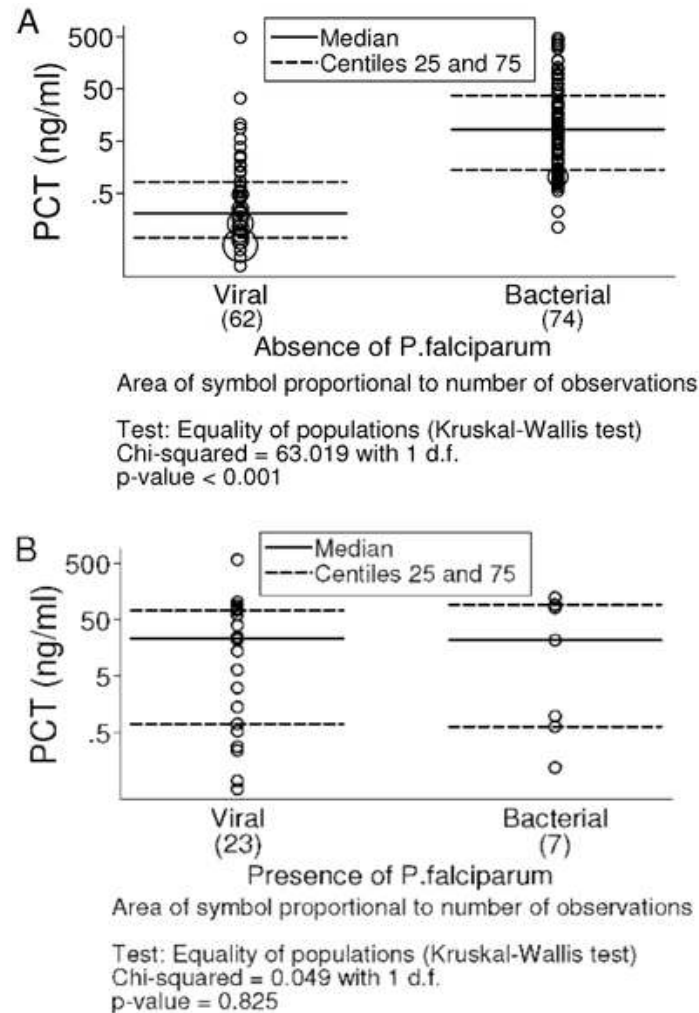 A
500
50
5
.5
PCT (ng/ml)
Median
Centiles 25 and 75
Viral
(62)
Bacterial
(74)
Absence of P.falciparum
Area of symbol proportional to number of observations
Test: Equality of populations (Kruskal-Wallis test)
Chi-squared = 63.019 with 1 d.f.
p-value < 0.001
B
500
50
5
.5
PCT (ng/ml)
Median
Centiles 25 and 75
Viral
(23)
Bacterial
(7)
Presence of P.falciparum
Area of symbol proportional to number of observations
Test: Equality of populations (Kruskal-Wallis test)
Chi-squared = 0.049 with 1 d.f.
p-value = 0.825